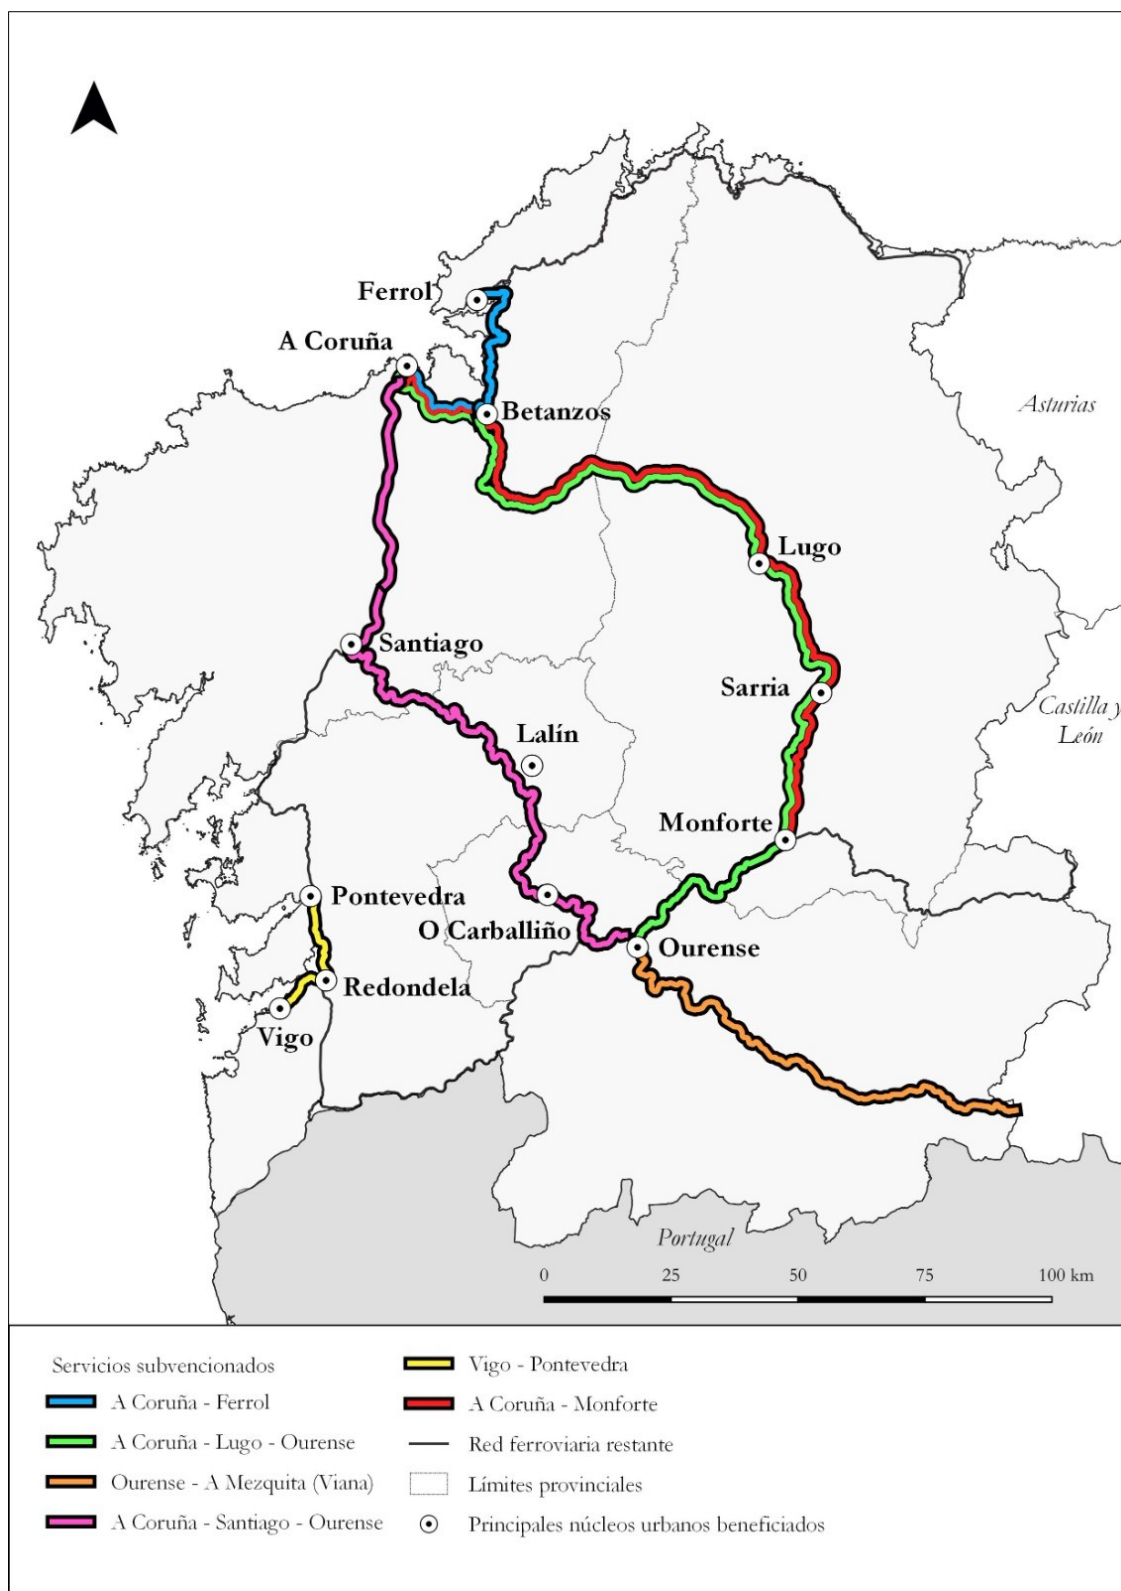 Ferrol
A Coruña
Betanzos
Asturias
Lugo
Santiago
Sarria
Castilla y
León
Lalín
Monforte
Pontevedra
O Carballiño
Ourense
Redondela
Vigo
Portugal
0 25 50 75 100 km
Servicios subvencionados
A Coruña - Ferrol
A Coruña - Lugo - Ourense
Ourense - A Mezquita (Viana)
A Coruña - Santiago - Ourense
Vigo - Pontevedra
A Coruña - Monforte
Red ferroviaria restante
Límites provinciales
Principales núcleos urbanos beneficiados